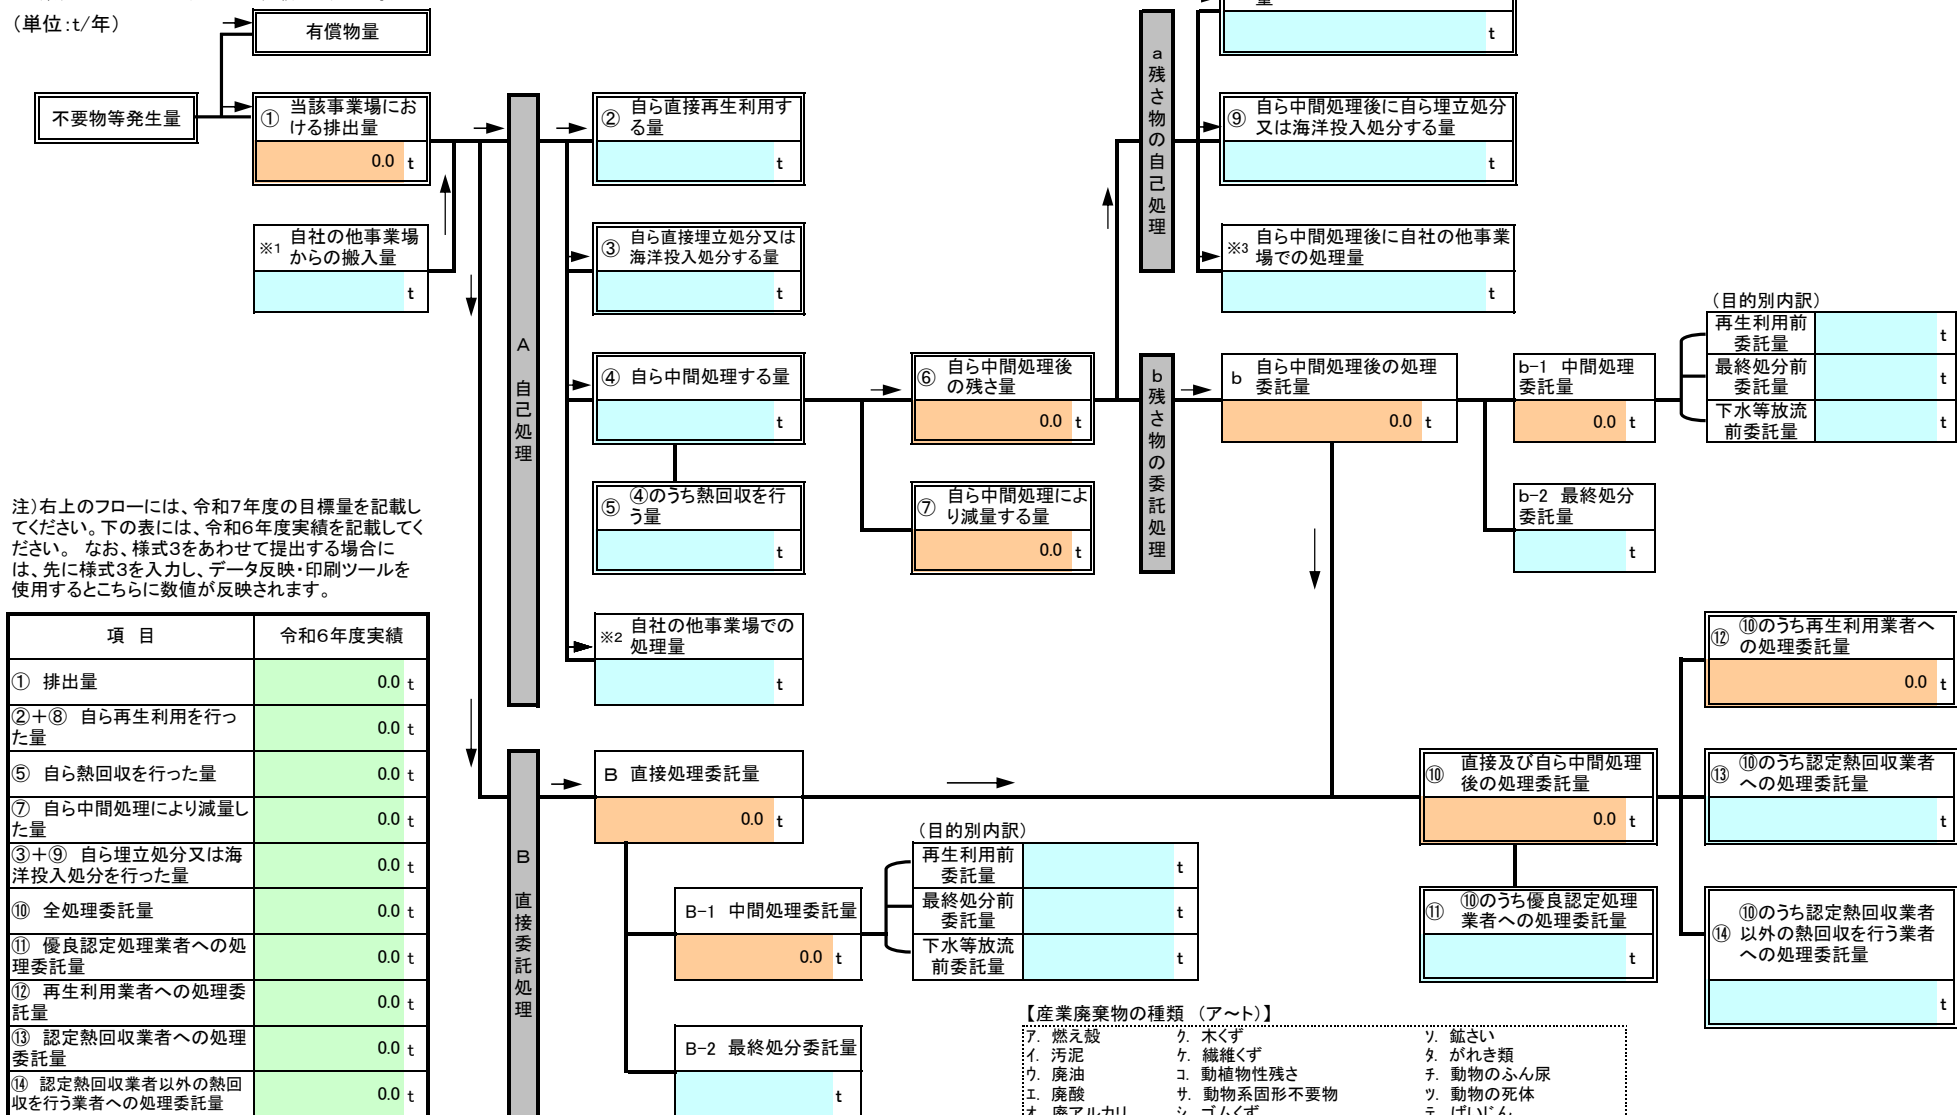 (単位:t/年)
有償物量
不要物等発生量
① 当該事業場にお
ける排出量
0.0 t
※1 自社の他事業場
からの搬入量
t
A 自己処理
② 自ら直接再生利用す
る量
t
③ 自ら直接埋立処分又は
海洋投入処分する量
t
④ 自ら中間処理する量
t
⑤ ④のうち熱回収を行
う量
t
※2 自社の他事業場での
処理量
t
⑥ 自ら中間処理後
の残さ量
0.0 t
⑦ 自ら中間処理によ
り減量する量
0.0 t
a 残さ物の自己処理
量
t
⑨ 自ら中間処理後に自ら埋立処分
又は海洋投入処分する量
t
※3 自ら中間処理後に自社の他事業
場での処理量
t
b 残さ物の委託処理
b 自ら中間処理後の処理
委託量
0.0 t
b-1 中間処理
委託量
0.0 t
b-2 最終処分
委託量
t
(目的別内訳)
再生利用前
委託量
t
最終処分前
委託量
t
下水等放流
前委託量
t
注)右上のフローには、令和7年度の目標量を記載し
てください。下の表には、令和6年度実績を記載してく
ださい。 なお、様式3をあわせて提出する場合に
は、先に様式3を入力し、データ反映・印刷ツールを
使用するとこちらに数値が反映されます。
項 目 令和6年度実績
① 排出量 0.0 t
②+⑧ 自ら再生利用を行っ
た量 0.0 t
⑤ 自ら熱回収を行った量 0.0 t
⑦ 自ら中間処理により減量し
た量 0.0 t
③+⑨ 自ら埋立処分又は海
洋投入処分を行った量 0.0 t
⑩ 全処理委託量 0.0 t
⑪ 優良認定処理業者への処
理委託量 0.0 t
⑫ 再生利用業者への処理委
託量 0.0 t
⑬ 認定熱回収業者への処理
委託量 0.0 t
⑭ 認定熱回収業者以外の熱回
収を行う業者への処理委託量 0.0 t
B 直接委託処理
B 直接処理委託量
0.0 t
B-1 中間処理委託量
0.0 t
B-2 最終処分委託量
t
(目的別内訳)
再生利用前
委託量
t
最終処分前
委託量
t
下水等放流
前委託量
t
⑩ 直接及び自ら中間処理
後の処理委託量
0.0 t
⑪ ⑩のうち優良認定処理
業者への処理委託量
t
⑫ ⑩のうち再生利用業者へ
の処理委託量
0.0 t
⑬ ⑩のうち認定熱回収業者
への処理委託量
t
⑭ ⑩のうち認定熱回収業者
以外の熱回収を行う業者
への処理委託量
t
【産業廃棄物の種類 (ア~ト)】
ア. 燃え殻 ク. 木くず ソ. 鉱さい
イ. 汚泥 ケ. 繊維くず タ. がれき類
ウ. 廃油 コ. 動植物性残さ チ. 動物のふん尿
エ. 廃酸 サ. 動物系固形不要物 ツ. 動物の死体
オ. 廃アルカリ シ. ゴムくず テ. ばいじん